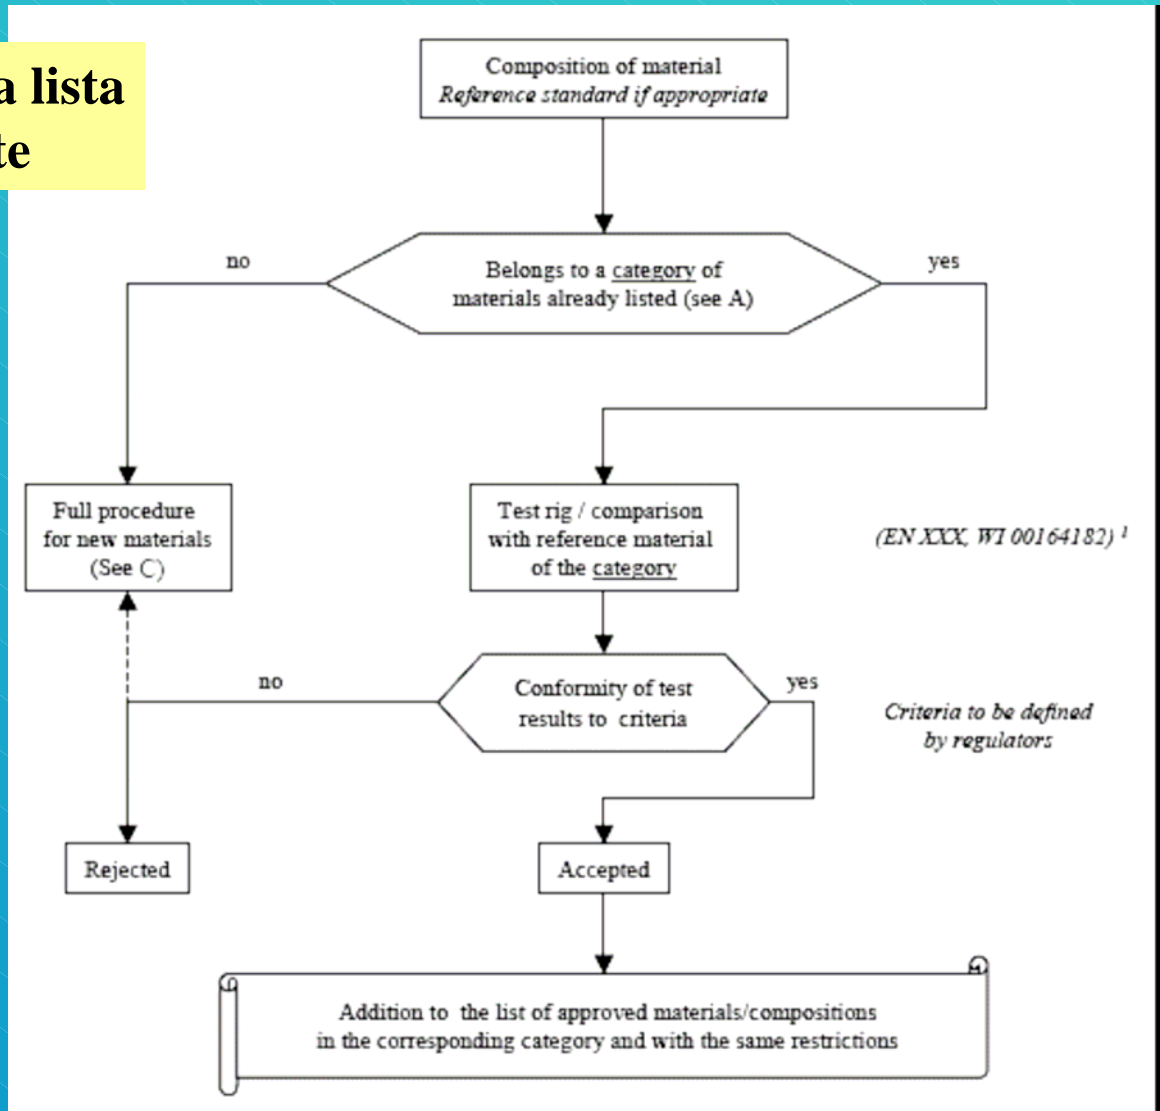 a lista
te
Composition of material
Reference standard if appropriate
no
yes
Belongs to a category of
materials already listed (see A)
Full procedure
for new materials
(See C)
Test rig / comparison
with reference material
of the category
(EN XXX, WI 00164182) 1
no
yes
Conformity of test
results to criteria
Criteria to be defined
by regulators
Rejected
Accepted
Addition to the list of approved materials/compositions
in the corresponding category and with the same restrictions